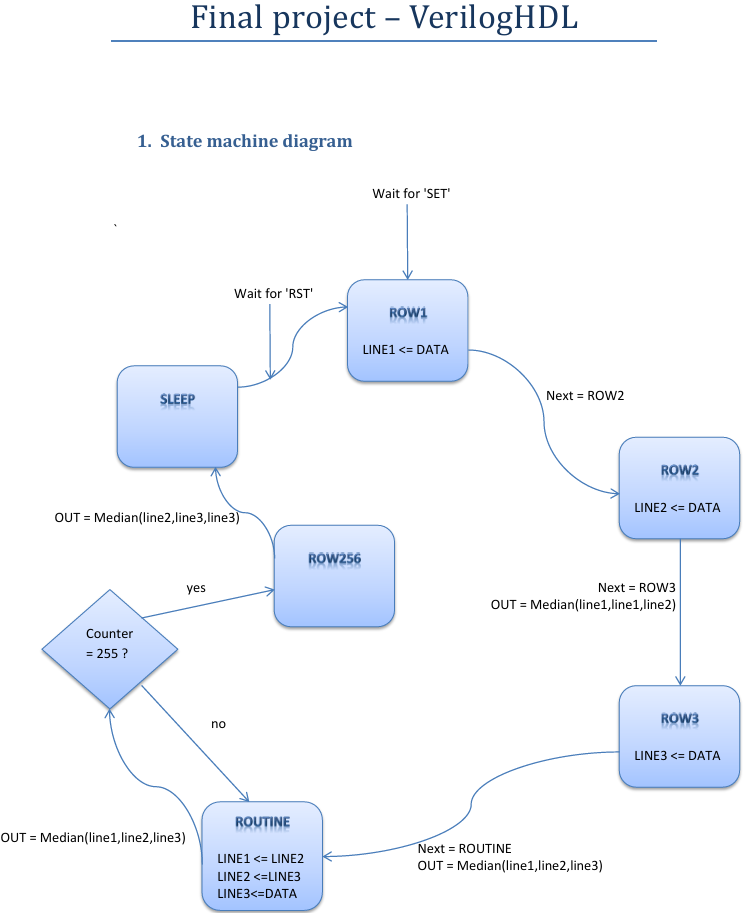 Final project – VerilogHDL
1. State machine diagram
Wait for 'SET'
`
Wait for 'RST'
ROW1
LINE1 <= DATA
SLEEP
Next = ROW2
ROW2
LINE2 <= DATA
OUT = Median(line2,line3,line3)
ROW256
yes
Next = ROW3
OUT = Median(line1,line1,line2)
Counter
= 255 ?
no
ROW3
LINE3 <= DATA
OUT = Median(line1,line2,line3)
ROUTINE
LINE1 <= LINE2
LINE2 <=LINE3
LINE3<=DATA
Next = ROUTINE
OUT = Median(line1,line2,line3)